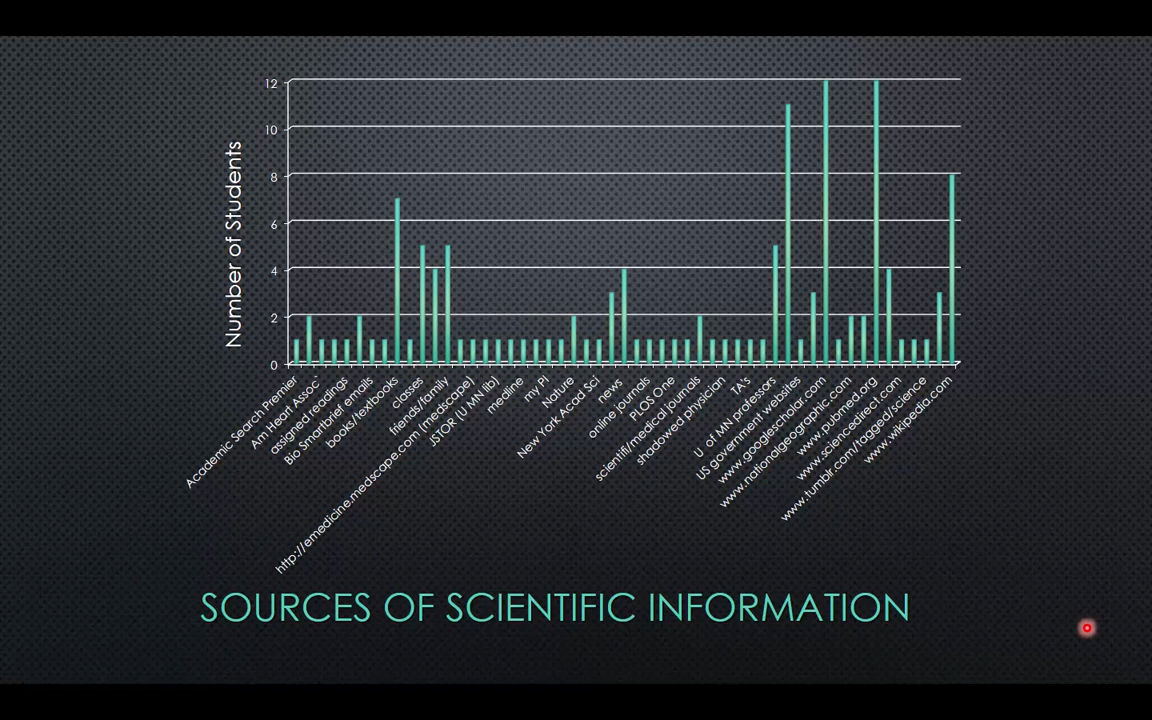 12
10
8
6
4
2
0
Number of Students
Academic Search Premier
Am Heart Assoc
assigned readings
Bio Smartbrief emails
books/textbooks
classes
friends/family
http://emedicine.medscape.com (medscape)
JSTOR (U MN lib)
medline
my PI
Nature
New York Acad Sci
news
online journals
PLOS One
scientifi/medical journals
shadowed physician
TA's
U of MN professors
US government websites
www.googlescholar.com
www.nationalgeographic.com
www.pubmed.org
www.sciencedirect.com
www.tumblr.com/tagged/science
www.wikipedia.com
SOURCES OF SCIENTIFIC INFORMATION